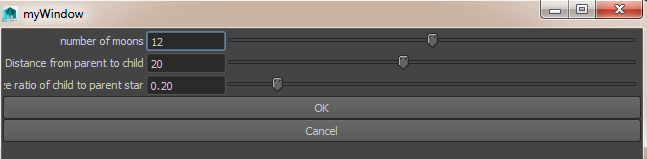 myWindow
number of moons 12
Distance from parent to child 20
ratio of child to parent star 0.20
OK
Cancel